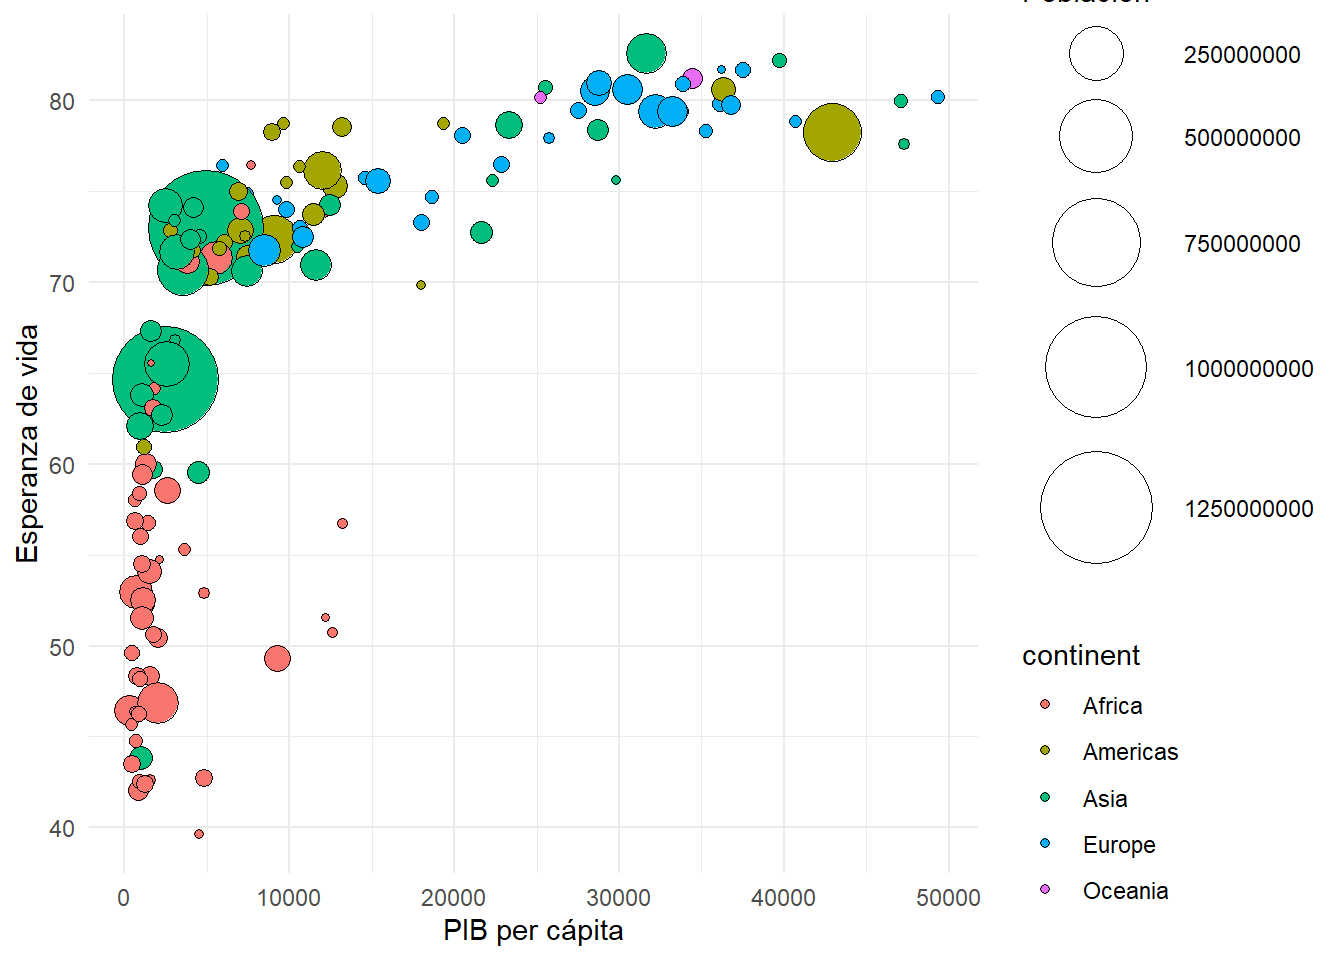 Población
250000000
500000000
750000000
1000000000
1250000000
continent
Africa
Americas
Asia
Europe
Oceania
Esperanza de vida
80
70
60
50
40
0 10000 20000 30000 40000 50000
PIB per cápita